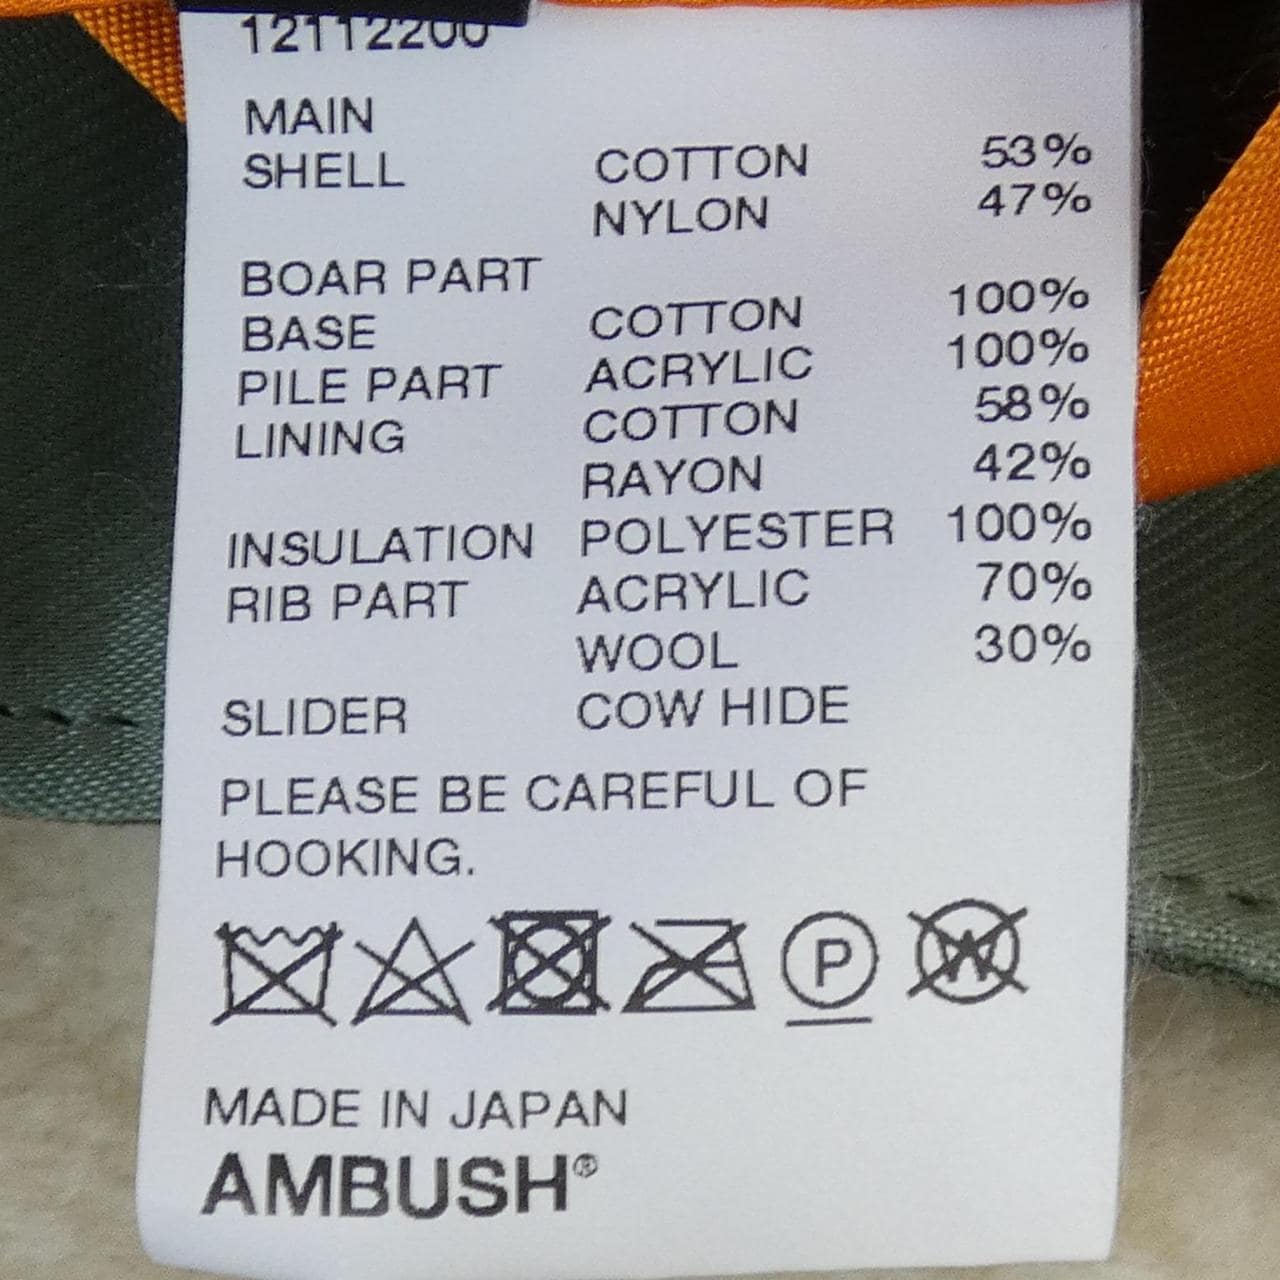 12112200
MAIN
SHELL COTTON 53%
NYLON 47%
BOAR PART
BASE COTTON 100%
PILE PART ACRYLIC 100%
LINING COTTON 58%
RAYON 42%
INSULATION POLYESTER 100%
RIB PART ACRYLIC 70%
WOOL 30%
SLIDER COW HIDE
PLEASE BE CAREFUL OF
HOOKING.
P W
MADE IN JAPAN
AMBUSH®